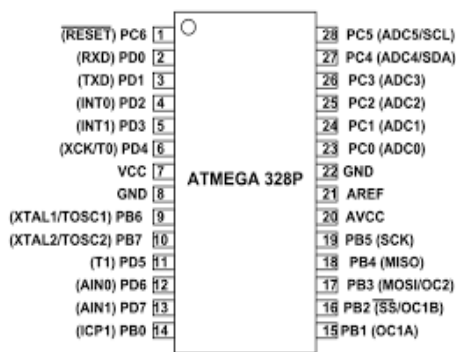 (RESET) PC6 1
(RXD) PD0 2
(TXD) PD1 3
(INT0) PD2 4
(INT1) PD3 5
(XCK/T0) PD4 6
VCC 7
GND 8
(XTAL1/TOSC1) PB6 9
(XTAL2/TOSC2) PB7 10
(T1) PD5 11
(AIN0) PD6 12
(AIN1) PD7 13
(ICP1) PB0 14
ATMEGA 328P
28 PC5 (ADC5/SCL)
27 PC4 (ADC4/SDA)
26 PC3 (ADC3)
25 PC2 (ADC2)
24 PC1 (ADC1)
23 PC0 (ADC0)
22 GND
21 AREF
20 AVCC
19 PB5 (SCK)
18 PB4 (MISO)
17 PB3 (MOSI/OC2)
16 PB2 (SS/OC1B)
15 PB1 (OC1A)